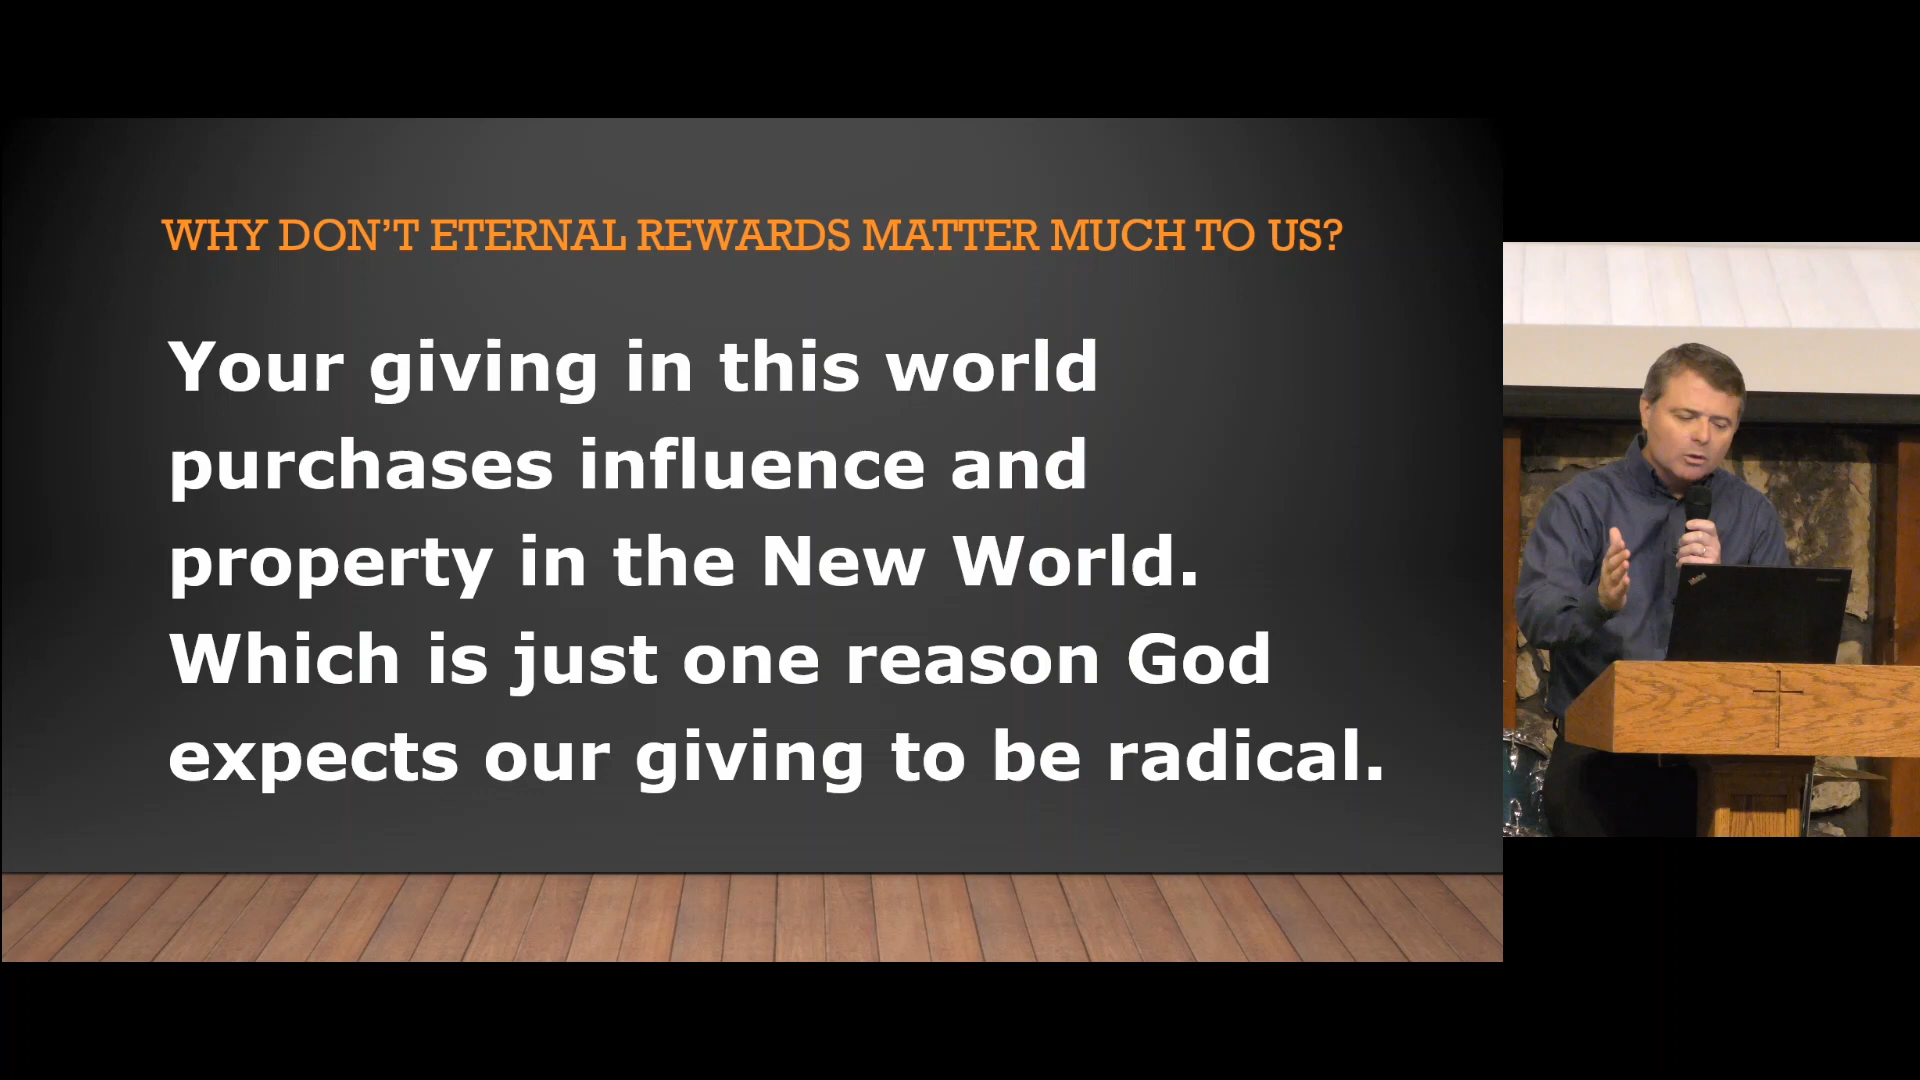 WHY DON’T ETERNAL REWARDS MATTER MUCH TO US?
Your giving in this world
purchases influence and
property in the New World.
Which is just one reason God
expects our giving to be radical.